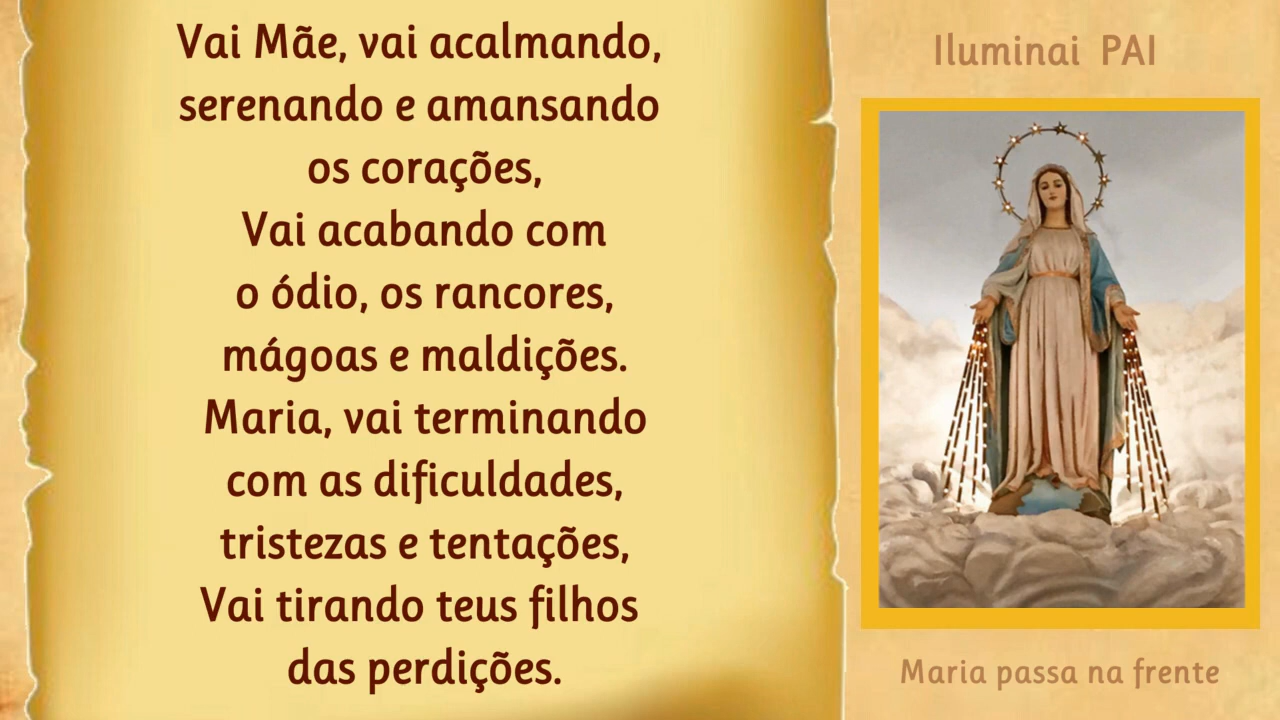 Vai Mãe, vai acalmando,
serenando e amansando
os corações,
Vai acabando com
o ódio, os rancores,
mágoas e maldições.
Maria, vai terminando
com as dificuldades,
tristezas e tentações,
Vai tirando teus filhos
das perdições.
Iluminai PAI
Maria passa na frente